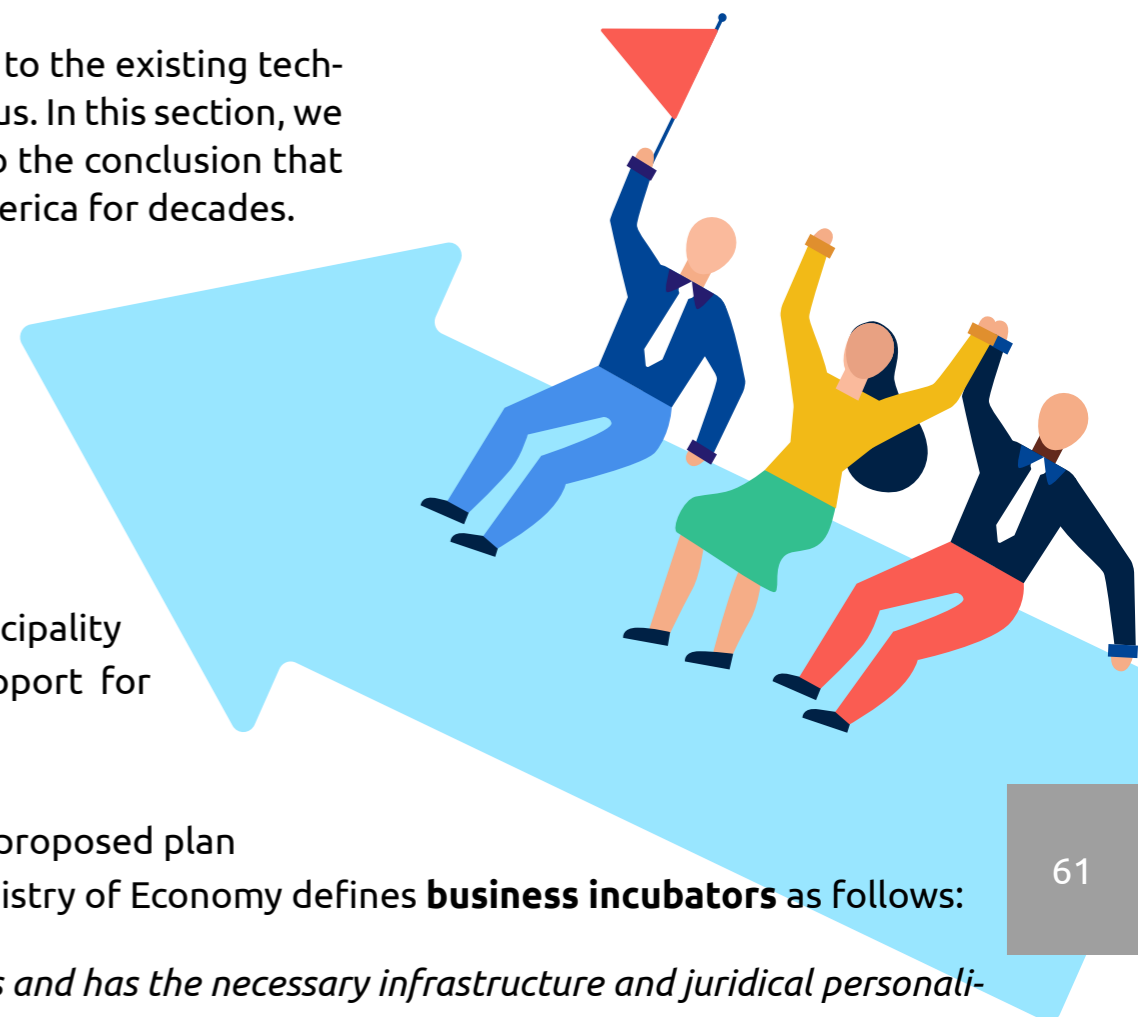 to the existing tech-
us. In this section, we
o the conclusion that
erica for decades.
cipality
pport for
proposed plan
istry of Economy defines business incubators as follows:
61
s and has the necessary infrastructure and juridical personali-